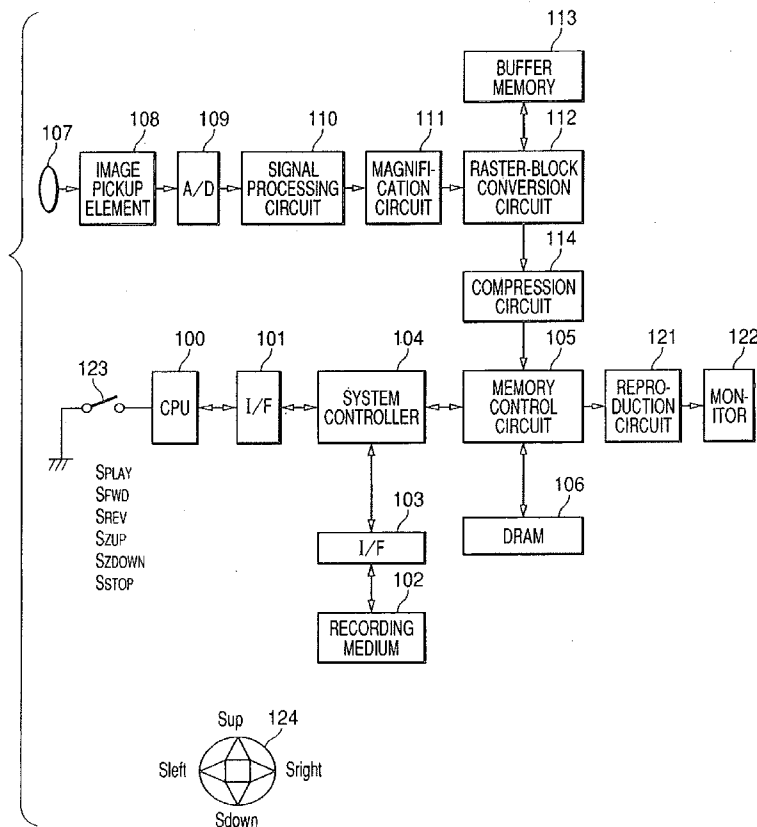 113
BUFFER
MEMORY
107
108
109
110
111
112
IMAGE
PICKUP
ELEMENT
A/D
SIGNAL
PROCESSING
CIRCUIT
MAGNIFI-
CATION
CIRCUIT
RASTER-BLOCK
CONVERSION
CIRCUIT
114
COMPRESSION
CIRCUIT
123
100
101
104
105
121
122
CPU
I/F
SYSTEM
CONTROLLER
MEMORY
CONTROL
CIRCUIT
REPRO-
DUCTION
CIRCUIT
MON-
ITOR
SPLAY
SFWD
SREV
SZUP
SZDOWN
SSTOP
103
I/F
106
DRAM
102
RECORDING
MEDIUM
Sup
124
Sleft
Sright
Sdown